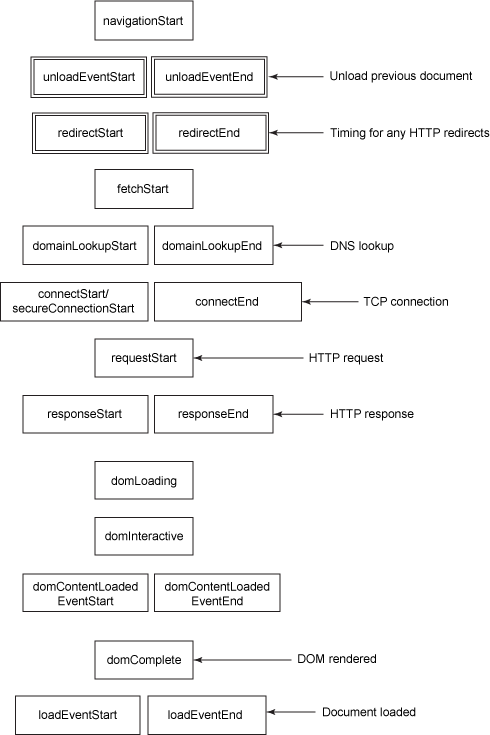 navigationStart
unloadEventStart
unloadEventEnd
Unload previous document
redirectStart
redirectEnd
Timing for any HTTP redirects
fetchStart
domainLookupStart
domainLookupEnd
DNS lookup
connectStart/
secureConnectionStart
connectEnd
TCP connection
requestStart
HTTP request
responseStart
responseEnd
HTTP response
domLoading
domInteractive
domContentLoaded
EventStart
domContentLoaded
EventEnd
domComplete
DOM rendered
loadEventStart
loadEventEnd
Document loaded